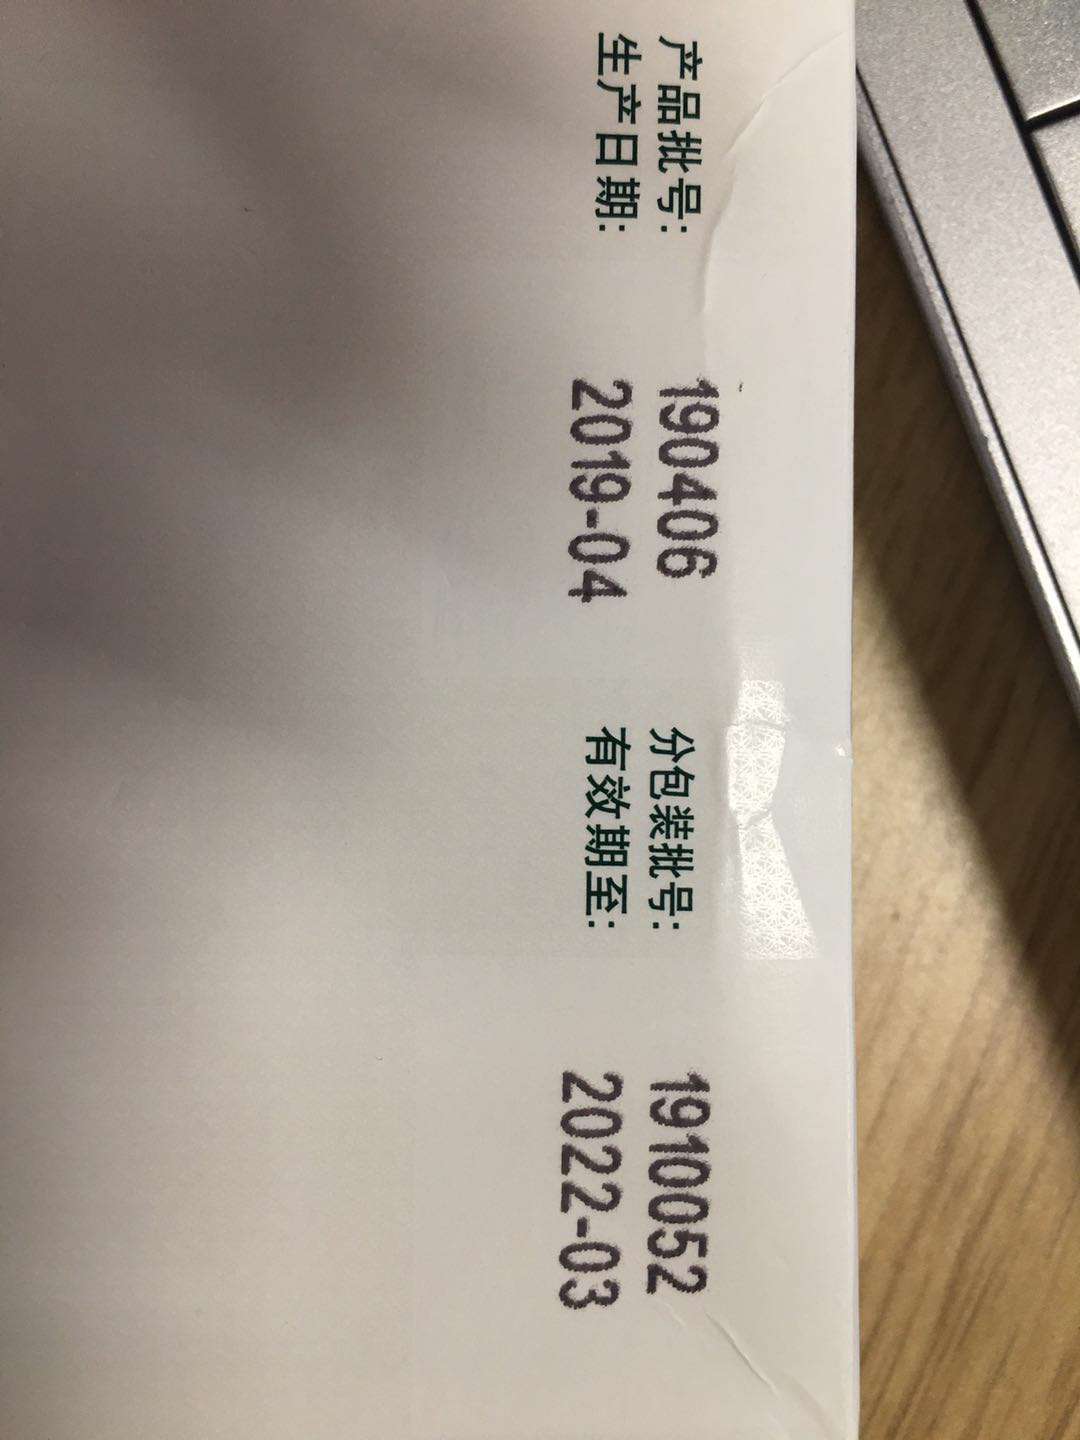 产品批号: 190406 分包装批号: 1910052
生产日期: 2019-04 有效期至: 2022-03